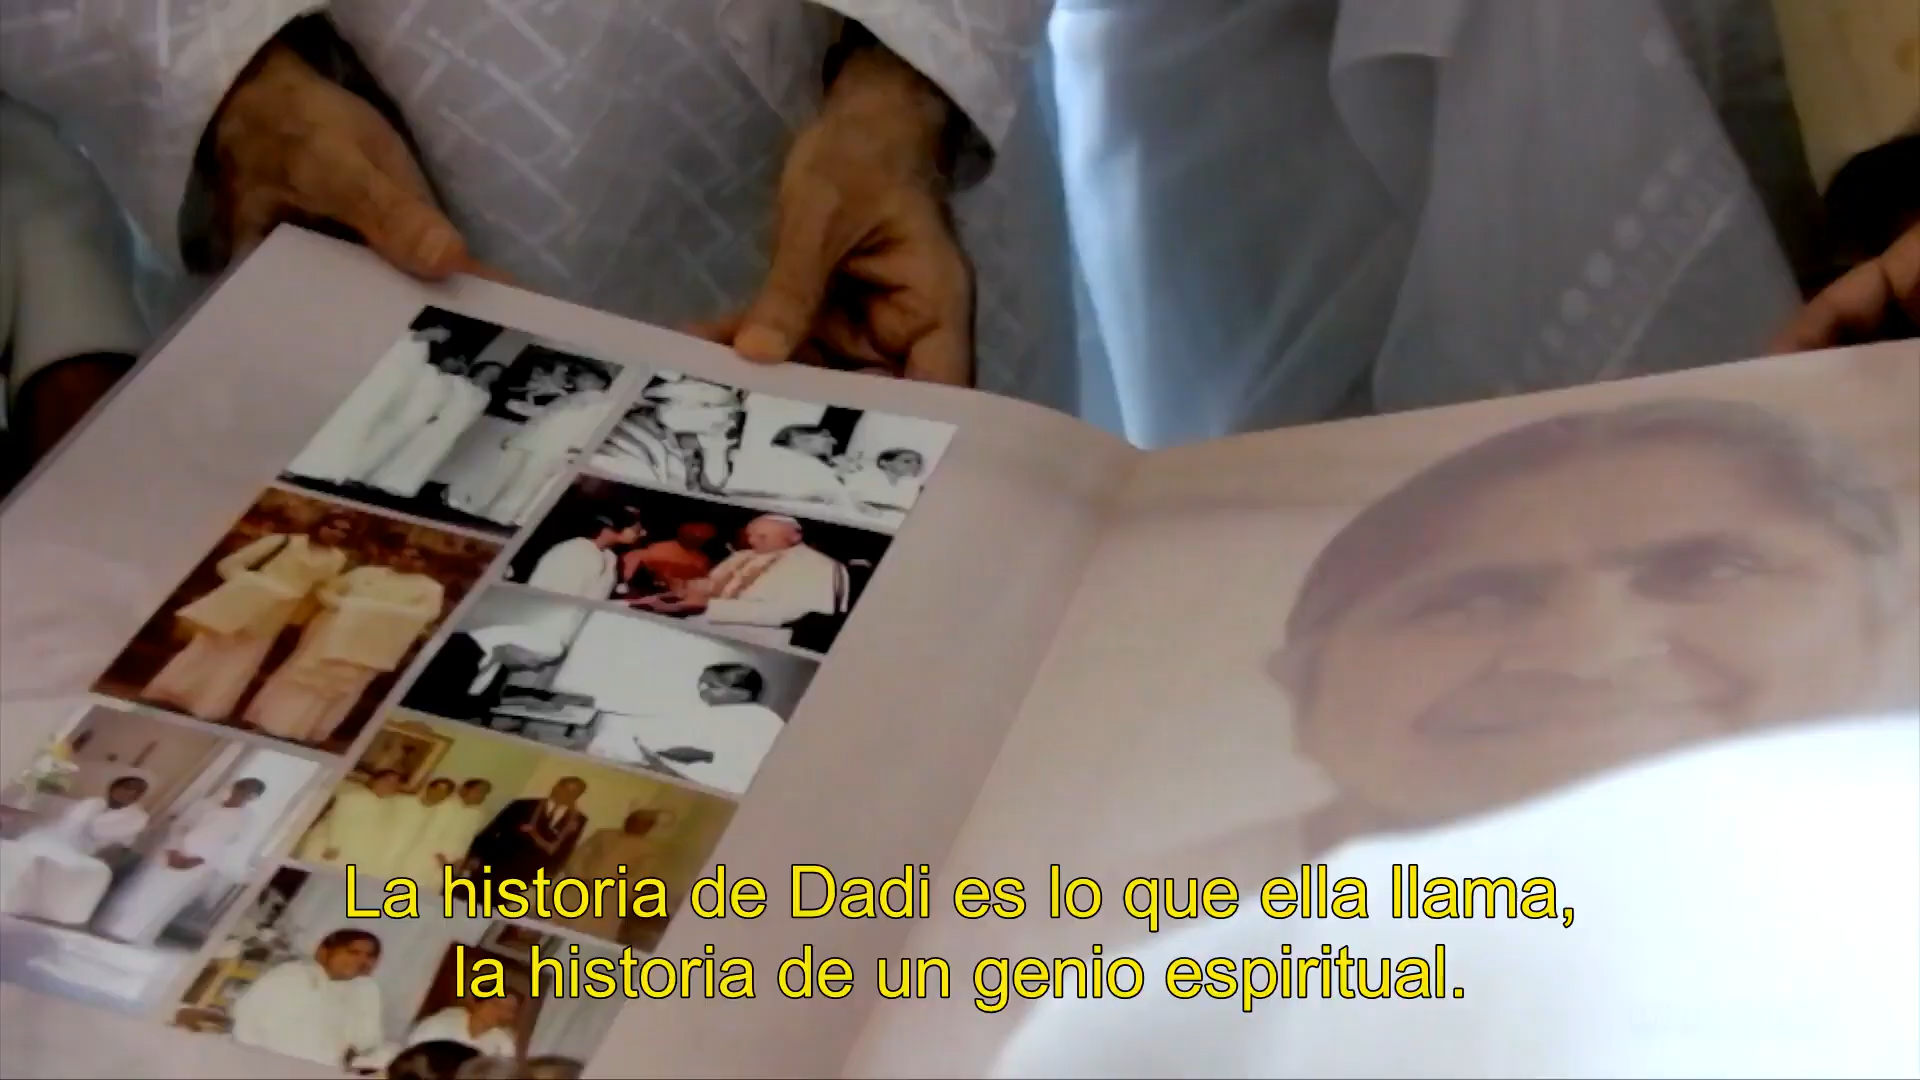 La historia de Dadi es lo que ella llama,
la historia de un genio espiritual.